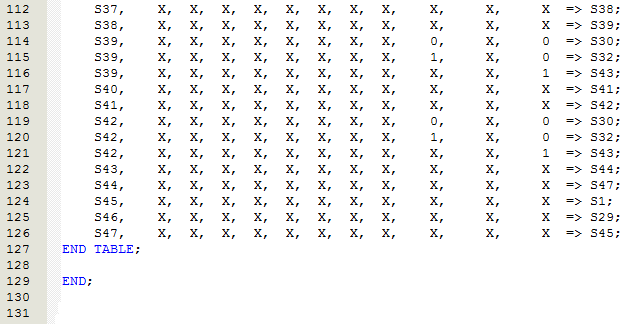 112 S37, X, X, X, X, X, X, X, X, X, X, X => S38;
113 S38, X, X, X, X, X, X, X, X, X, X, X => S39;
114 S39, X, X, X, X, X, X, X, X, 0, X, 0 => S30;
115 S39, X, X, X, X, X, X, X, X, 1, X, 0 => S32;
116 S39, X, X, X, X, X, X, X, X, X, X, 1 => S43;
117 S40, X, X, X, X, X, X, X, X, X, X, X => S41;
118 S41, X, X, X, X, X, X, X, X, X, X, X => S42;
119 S42, X, X, X, X, X, X, X, X, 0, X, 0 => S30;
120 S42, X, X, X, X, X, X, X, X, 1, X, 0 => S32;
121 S42, X, X, X, X, X, X, X, X, X, X, 1 => S43;
122 S43, X, X, X, X, X, X, X, X, X, X, X => S44;
123 S44, X, X, X, X, X, X, X, X, X, X, X => S47;
124 S45, X, X, X, X, X, X, X, X, X, X, X => S1;
125 S46, X, X, X, X, X, X, X, X, X, X, X => S29;
126 S47, X, X, X, X, X, X, X, X, X, X, X => S45;
127 END TABLE;
128
129 END;
130
131